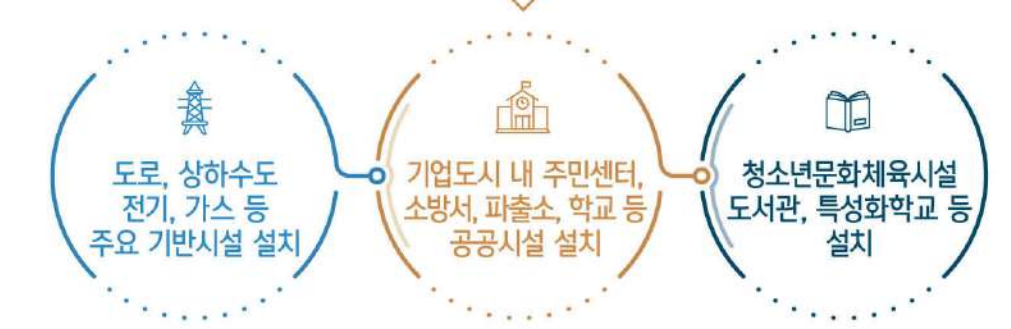 도로, 상하수도
전기, 가스 등
주요 기반시설 설치
기업도시 내 주민센터,
소방서, 파출소, 학교 등
공공시설 설치
청소년문화체육시설
도서관, 특성화학교 등
설치